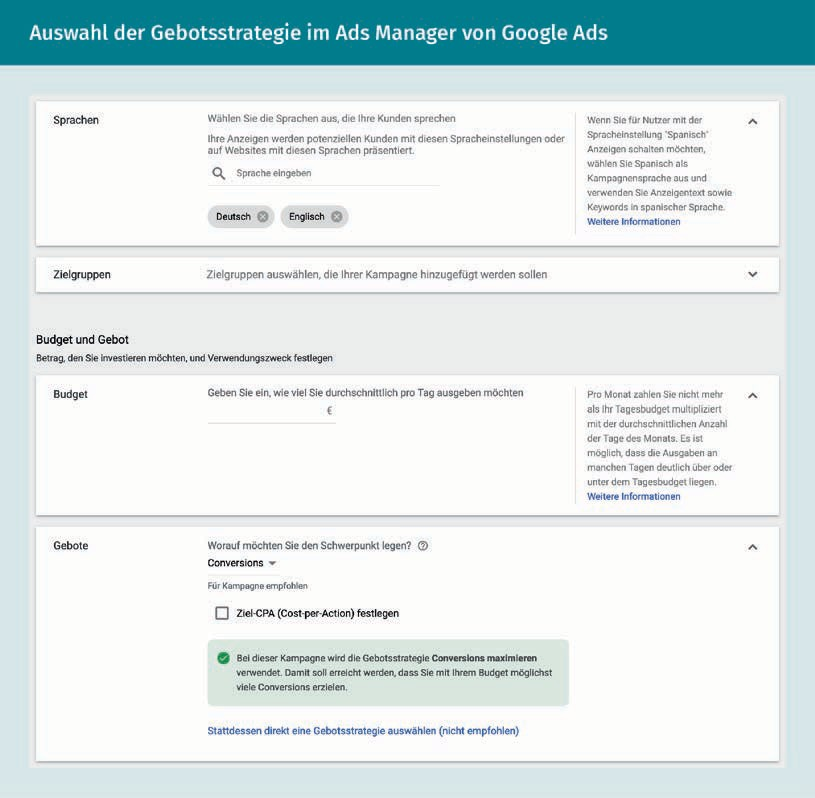 Auswahl der Gebotsstrategie im Ads Manager von Google Ads
Sprachen
Wählen Sie die Sprachen aus, die Ihre Kunden sprechen
Ihre Anzeigen werden potenziellen Kunden mit diesen Spracheinstellungen oder
auf Websites mit diesen Sprachen präsentiert.
Sprache eingeben
Deutsch
Englisch
Wenn Sie für Nutzer mit der
Spracheinstellung "Spanisch"
Anzeigen schalten möchten,
wählen Sie Spanisch als
Kampagnensprache aus und
verwenden Sie Anzeigentext sowie
Keywords in spanischer Sprache.
Weitere Informationen
Zielgruppen
Zielgruppen auswählen, die Ihrer Kampagne hinzugefügt werden sollen
Budget und Gebot
Betrag, den Sie investieren möchten, und Verwendungszweck festlegen
Budget
Geben Sie ein, wie viel Sie durchschnittlich pro Tag ausgeben möchten
€
Pro Monat zahlen Sie nicht mehr
als Ihr Tagesbudget multipliziert
mit der durchschnittlichen Anzahl
der Tage des Monats. Es ist
möglich, dass die Ausgaben an
manchen Tagen deutlich über oder
unter dem Tagesbudget liegen.
Weitere Informationen
Gebote
Worauf möchten Sie den Schwerpunkt legen?
Conversions
Für Kampagne empfohlen
Ziel-CPA (Cost-per-Action) festlegen
Bei dieser Kampagne wird die Gebotsstrategie Conversions maximieren
verwendet. Damit soll erreicht werden, dass Sie mit Ihrem Budget möglichst
viele Conversions erzielen.
Stattdessen direkt eine Gebotsstrategie auswählen (nicht empfohlen)